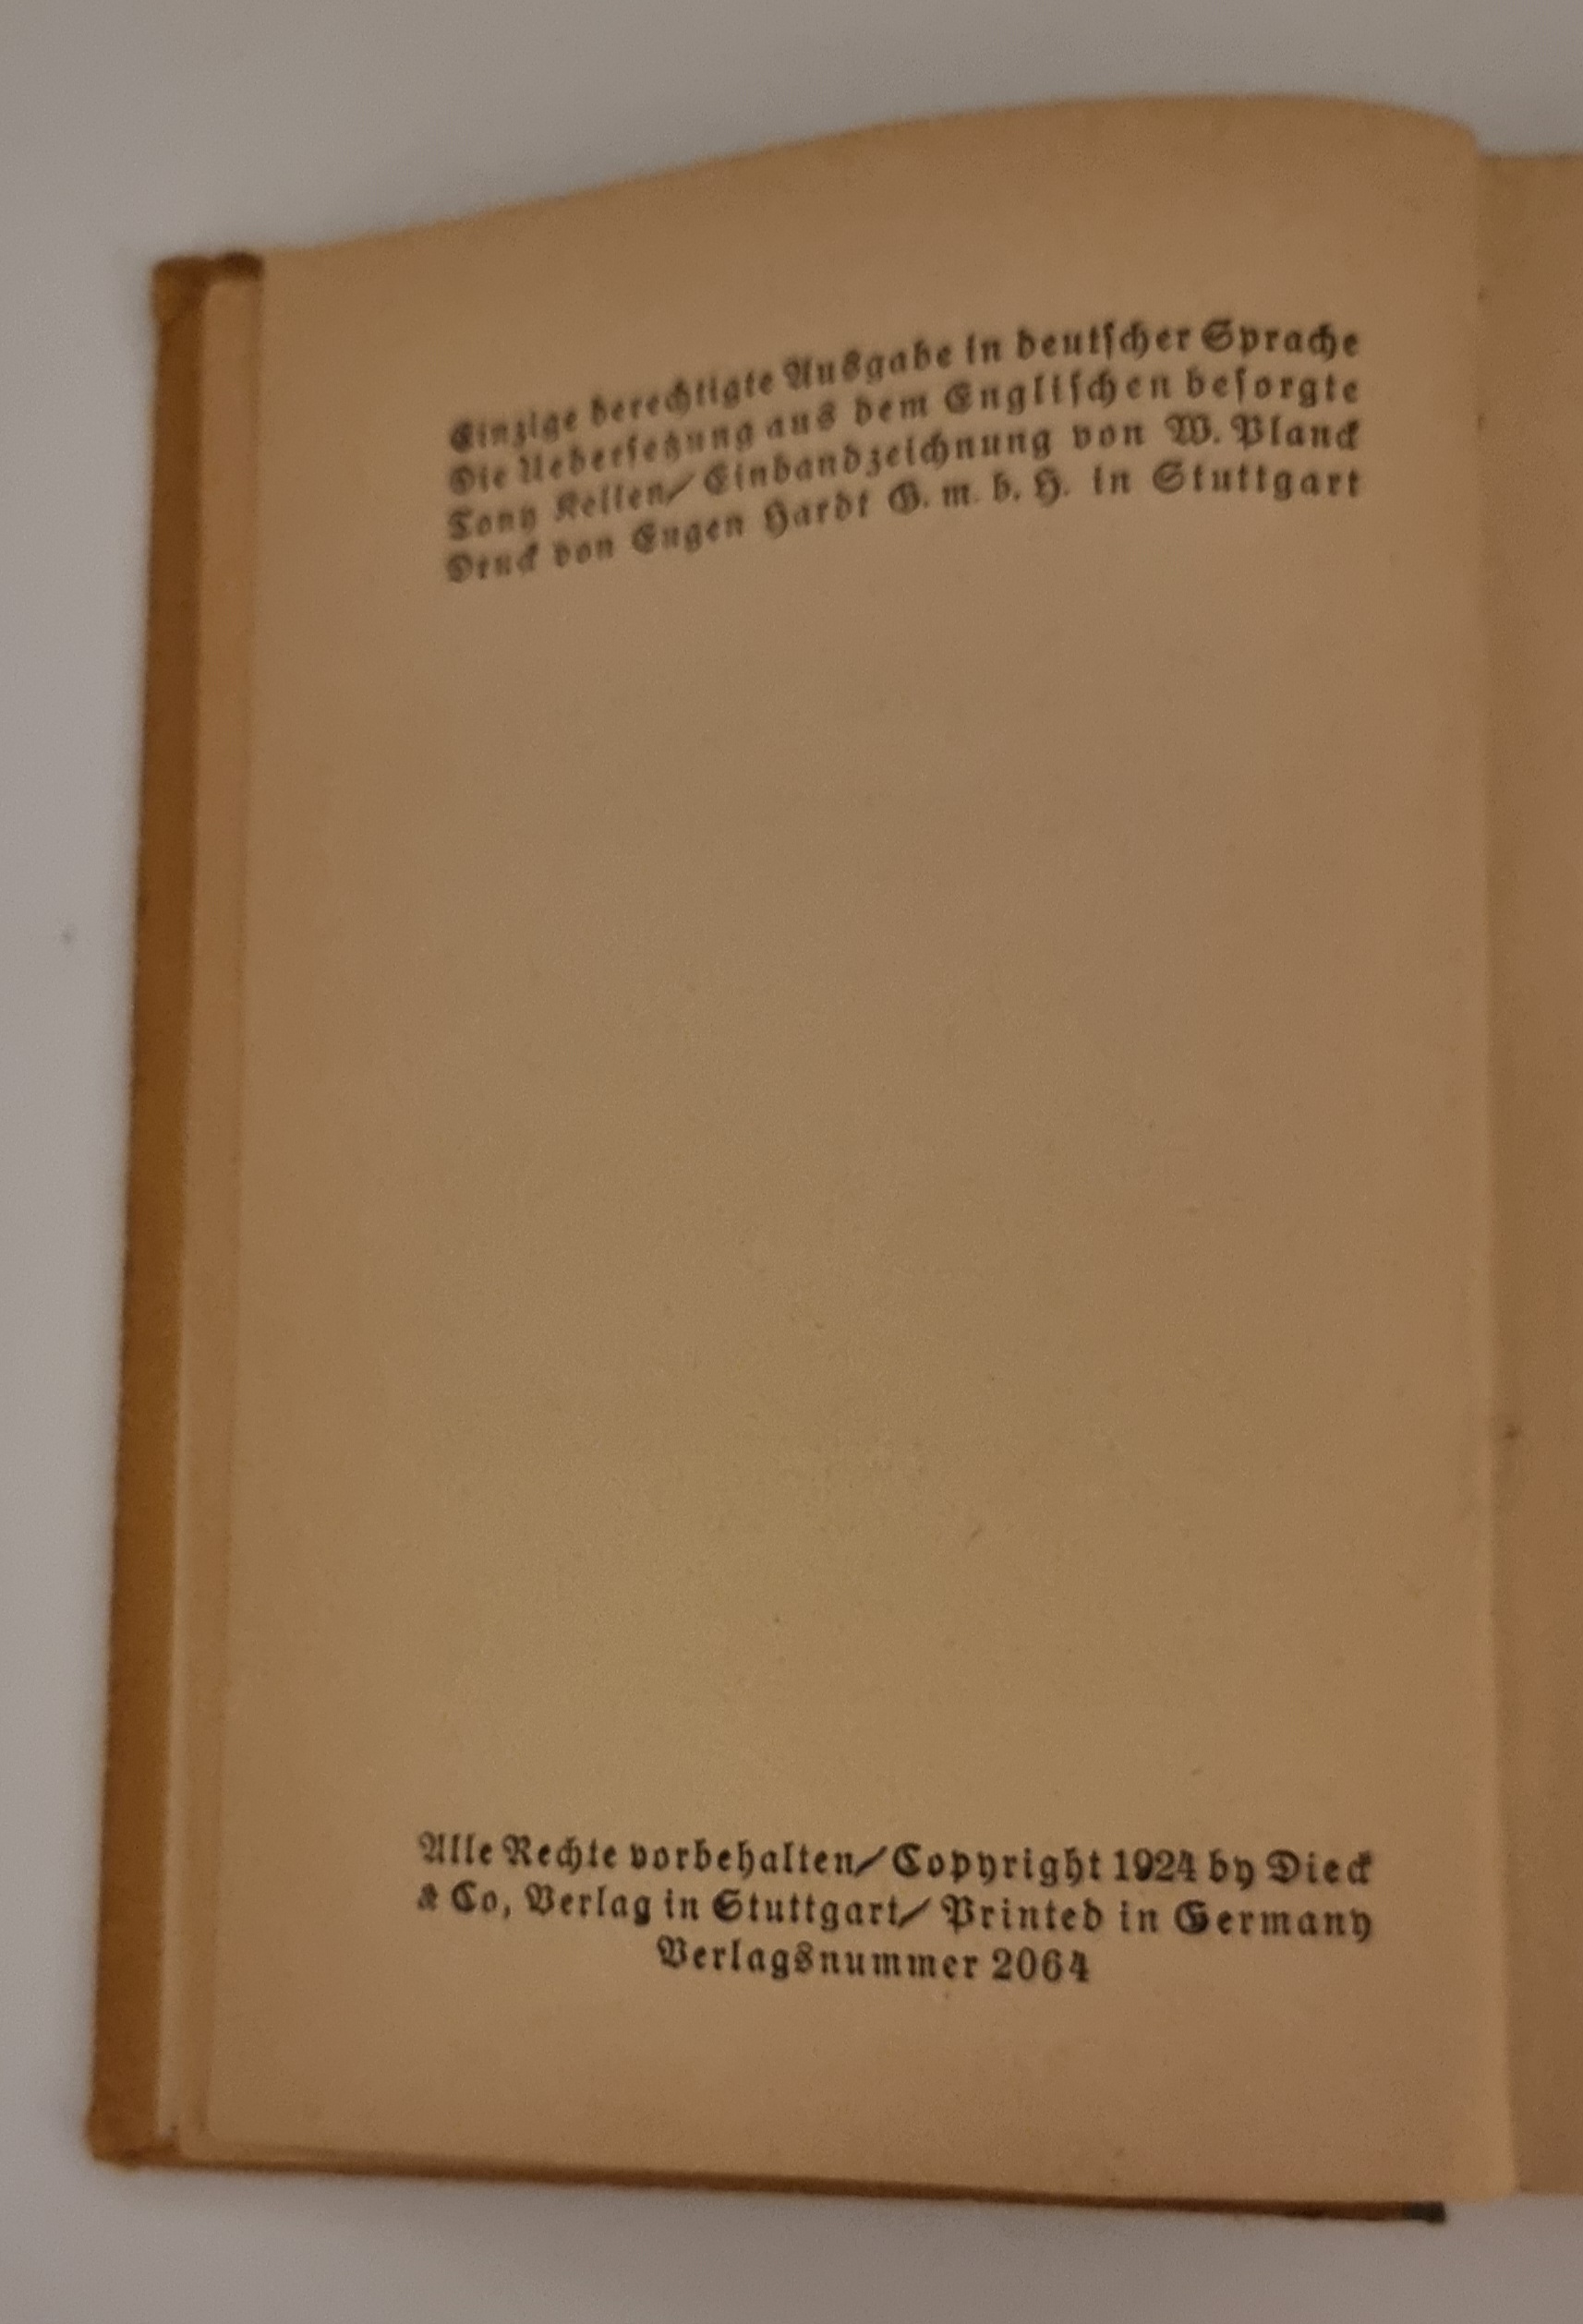 Einzige berechtigte Ausgabe in deutscher Sprache
Die Uebersetzung aus dem Englischen besorgte
Tony Kellen/ Einbandzeichnung von W. Planck
Druck von Eugen Hardt G. m. b. H. in Stuttgart
Alle Rechte vorbehalten/Copyright 1924 by Dieck
& Co, Verlag in Stuttgart/ Printed in Germany
Verlagsnummer 2064